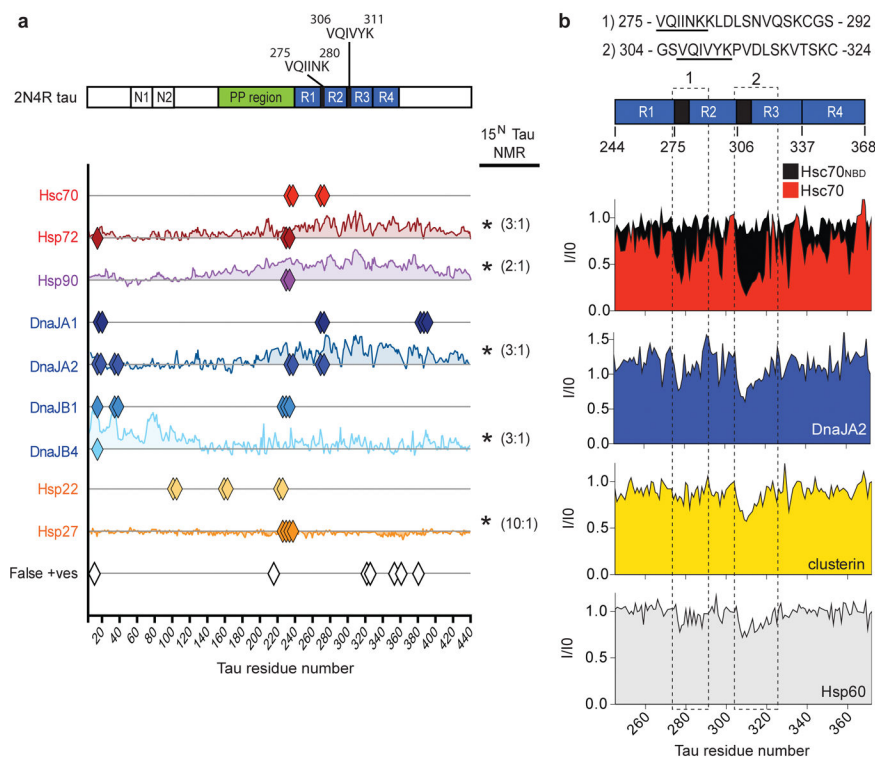 a
306 311
VQIVYK
275 280
VQIINK
2N4R tau
N1 N2 PP region R1 R2 R3 R4
15N Tau
NMR
Hsc70
Hsp72 * (3:1)
Hsp90 * (2:1)
DnaJA1
DnaJA2 * (3:1)
DnaJB1
DnaJB4 * (3:1)
Hsp22
Hsp27 * (10:1)
False +ves
20 40 60 80 100 120 140 160 180 200 220 240 260 280 300 320 340 360 380 400 420 440
Tau residue number
b
1) 275 - VQIINKKLDLSNVQSKCGS - 292
2) 304 - GSVQIVYKPVDLSKVTSKC -324
1 2
R1 R2 R3 R4
244 275 306 337 368
Hsc70NBD
Hsc70
I/I0
1.0
0.5
0.0
I/I0
1.5
1.0
1.5
1.0
DnaJA2
I/I0
1.0
0.5
0.0
clusterin
I/I0
1.0
0.0
Hsp60
260 280 300 320 340 360
Tau residue number